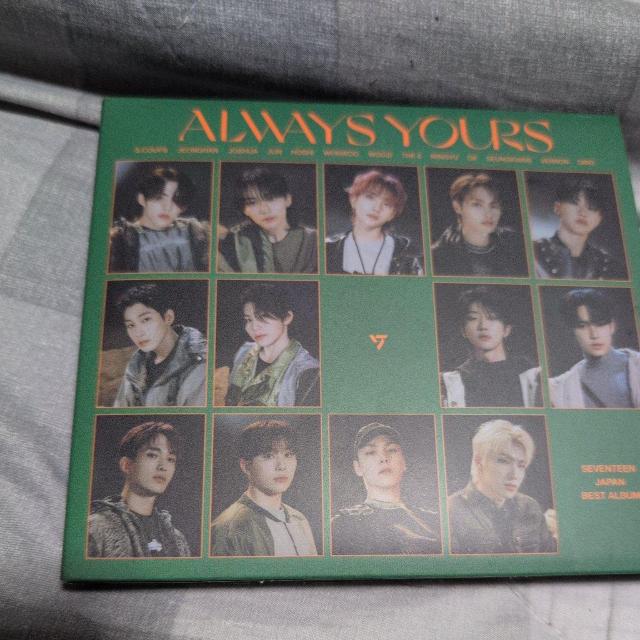 ALWAYS YOURS
S.COUPS JEONGHAN JOSHUA JUN HOSHI WONWOO WOOZI THE 8 MINGYU DK SEUNGKWAN VERNON DINO
SEVENTEEN
JAPAN
BEST ALBUM